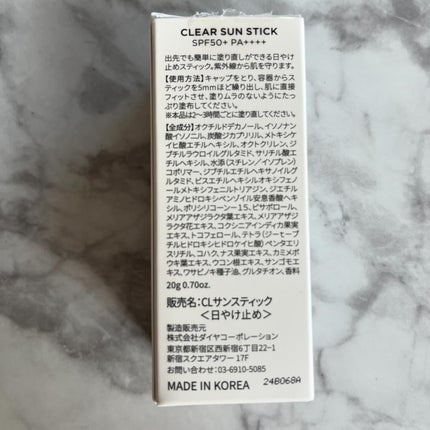 CLEAR SUN STICK
SPF50+ PA++++
出先でも簡単に塗り直しができる日やけ
止めスティック。紫外線から肌を守ります。
【使用方法】キャップをとり、容器からス
ティックを5mmほど繰り出し、肌に直接
フィットさせ、塗りムラのないようにたっ
ぷり塗布してください。
※本品は2～3時間ごとに塗り直してください。
【全成分】オクチルドデカノール、イソノナン
酸イソノニル、炭酸ジカプリリル、メトキシケ
イヒ酸エチルヘキシル、オクトクリレン、ジ
ブチルラウロイルグルタミド、サリチル酸エ
チルヘキシル、水添(スチレン／イソプレン)
コポリマー、ジブチルエチルヘキサノイルグ
ルタミド、ビスエチルヘキシルオキシフェノ
ールメトキシフェニルトリアジン、ジエチル
アミノヒドロキシベンゾイル安息香酸ヘキシ
ル、ポリシリコーン－１５、ビサボロール、
メリアアザジラクタ葉エキス、メリアアザジ
ラクタ花エキス、コクシニアインディカ果実
エキス、トコフェロール、テトラ(ジ－t－ブ
チルヒドロキシヒドロケイヒ酸)ペンタエリ
スリチル、コハク、ナス果実エキス、カミメボ
ウキ葉エキス、ウコン根エキス、サンゴモエ
キス、ワサビノキ種子油、グルタチオン、香料
20g 0.70oz.
販売名：CLサンスティック
＜日やけ止め＞
製造販売元
株式会社ダイヤコーポレーション
東京都新宿区西新宿6丁目22－1
新宿スクエアタワー 17F
お問い合わせ：03-6910-5085
MADE IN KOREA
24B068A